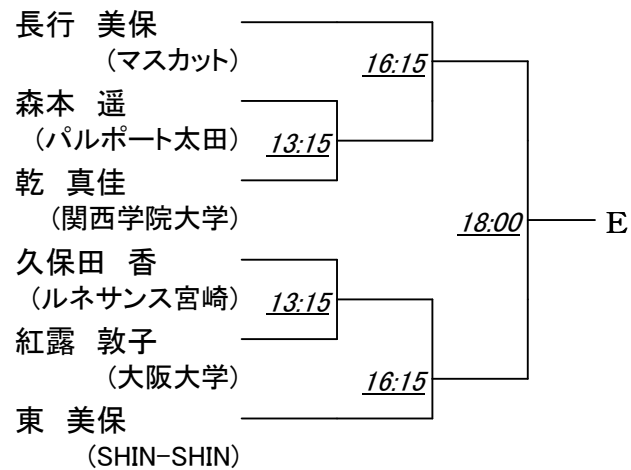 長行　美保
(マスカット)
16:15
森本　遥
(パルポート太田)
13:15
乾　真佳
(関西学院大学)
18:00
E
久保田　香
(ルネサンス宮崎)
13:15
紅露　敦子
(大阪大学)
16:15
東　美保
(SHIN-SHIN)